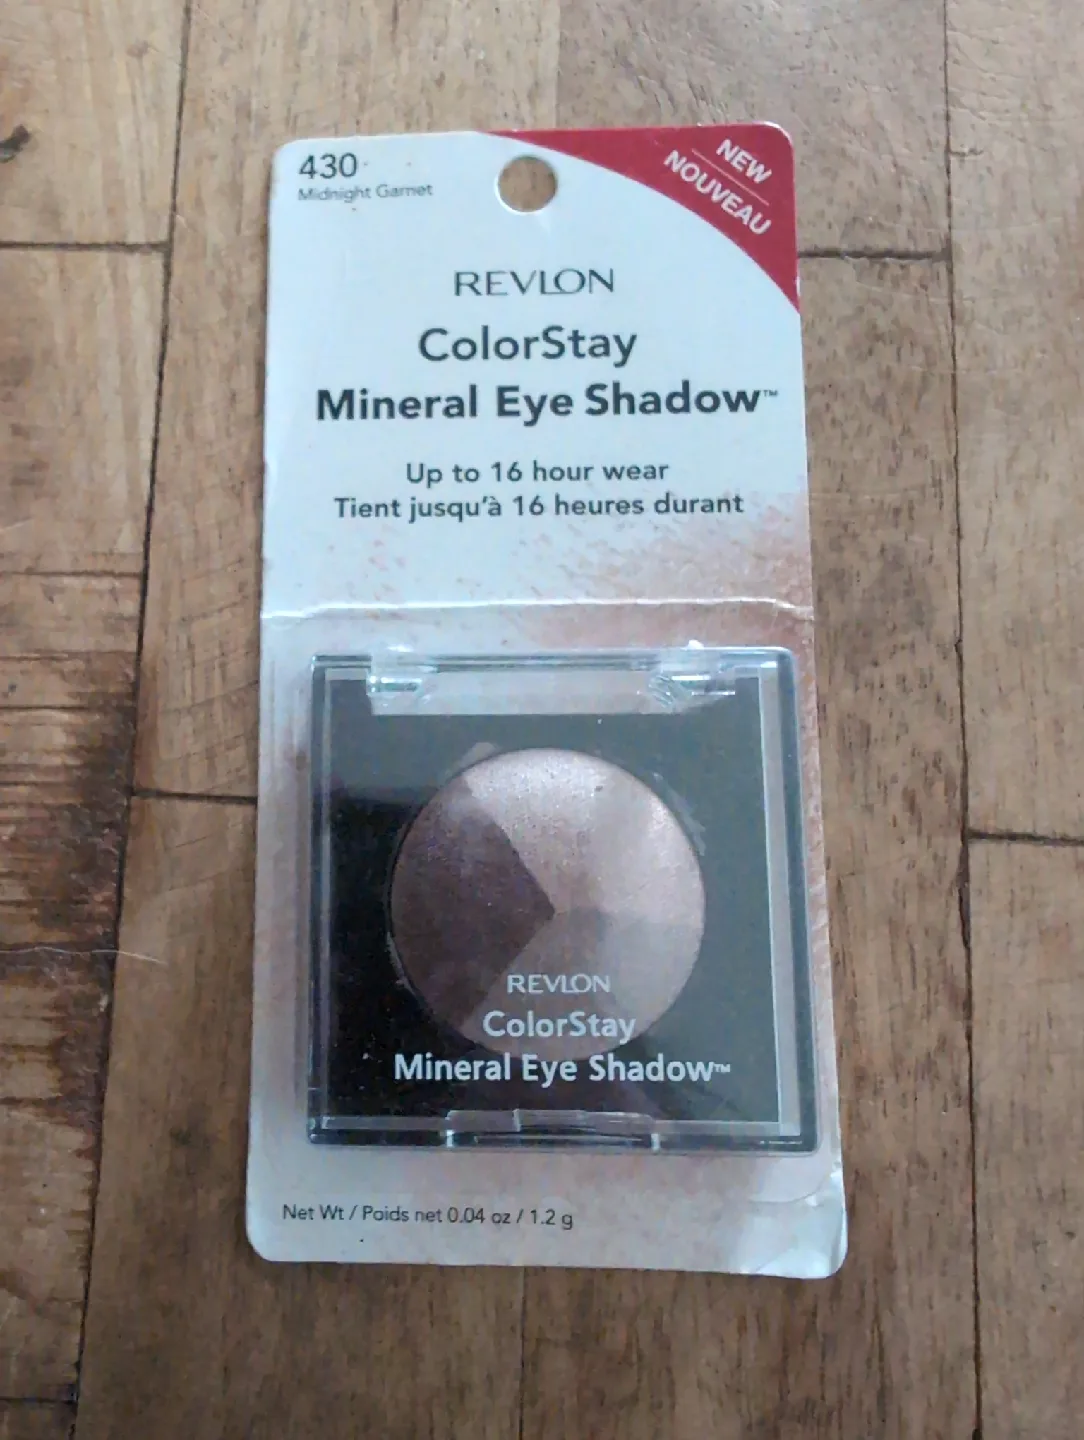 430
Midnight Garnet
NEW
NOUVEAU
REVLON
ColorStay
Mineral Eye Shadow™
Up to 16 hour wear
Tient jusqu'à 16 heures durant
REVLON
ColorStay
Mineral Eye Shadow™
Net Wt / Poids net 0.04 oz / 1.2 g